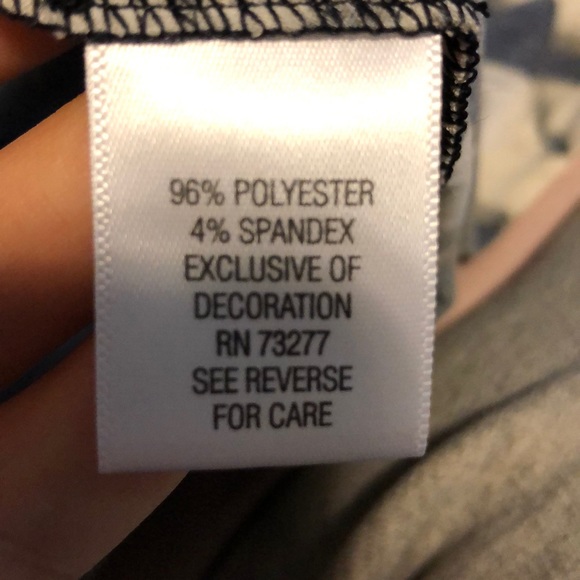 96% POLYESTER
4% SPANDEX
EXCLUSIVE OF
DECORATION
RN 73277
SEE REVERSE
FOR CARE